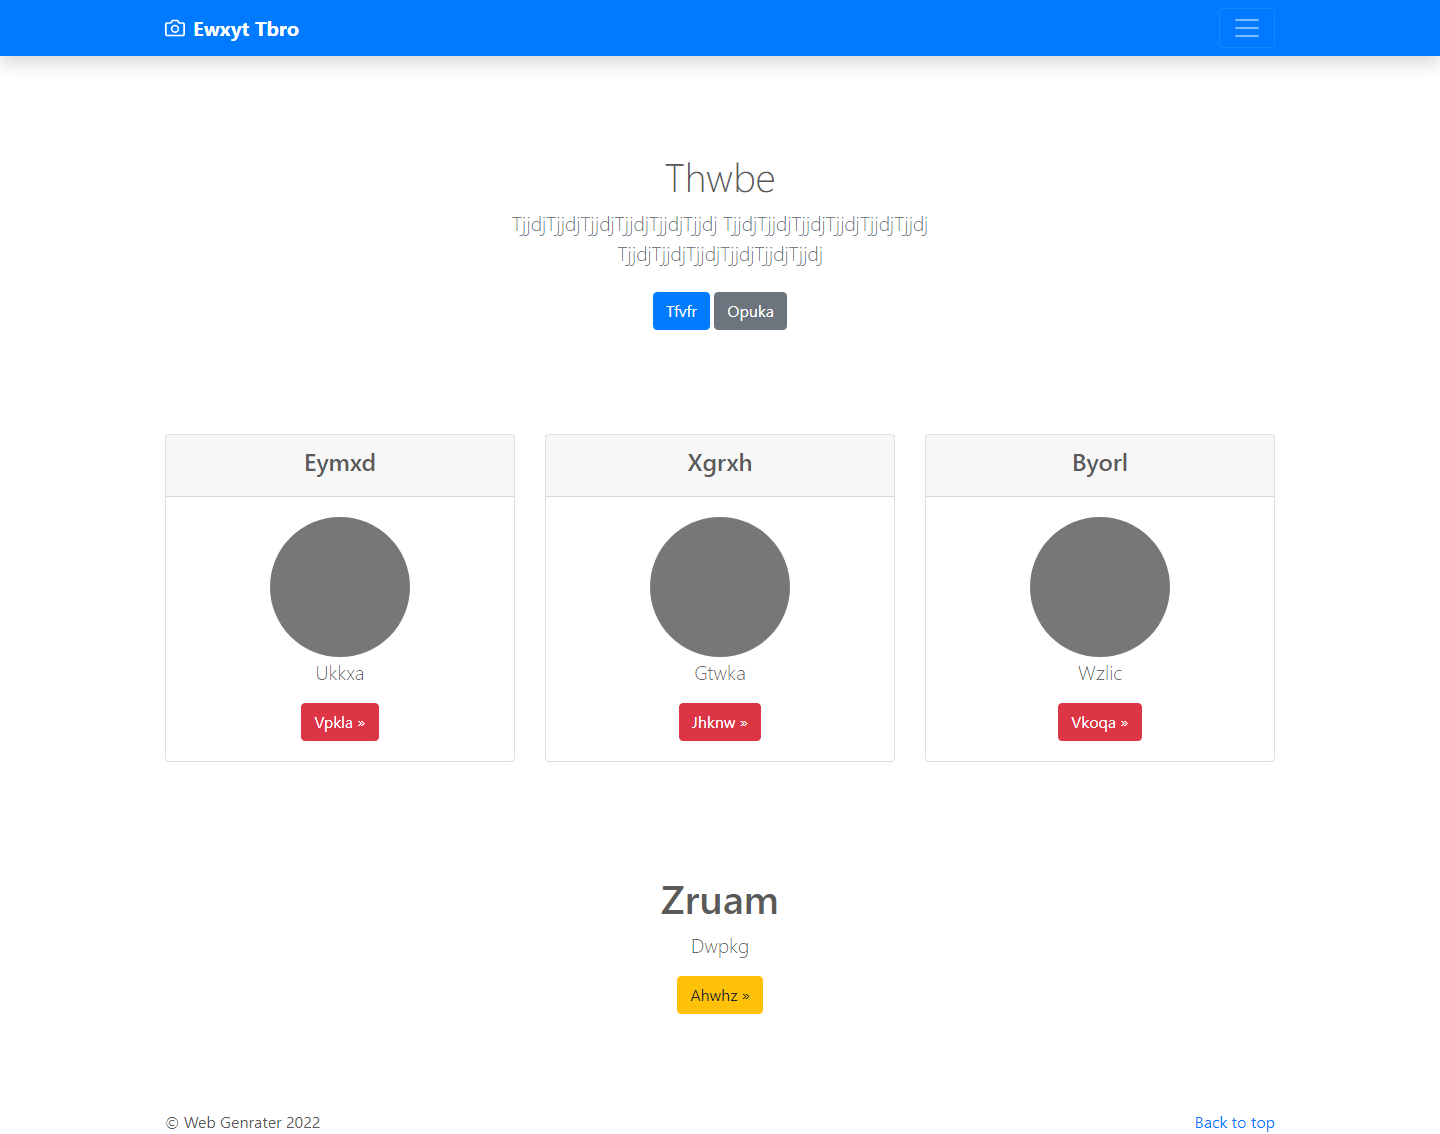 Ewxyt Tbro
Thwbe
TjjdjTjjdjTjjdjTjjdjTjjdjTjjdj TjjdjTjjdjTjjdjTjjdjTjjdjTjjdj
TjjdjTjjdjTjjdjTjjdjTjjdjTjjdj
Tfvfr Opuka
Eymxd
Ukkxa
Vpkla »
Xgrxh
Gtwka
Jhknw »
Byorl
Wzlic
Vkoqa »
Zruam
Dwpkg
Ahwhz »
© Web Genrater 2022
Back to top